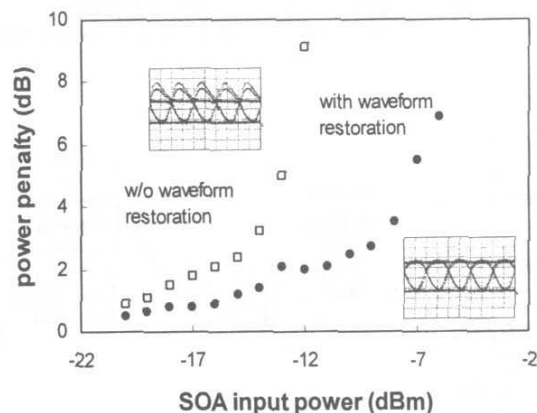 10
8
6
4
2
0
power penalty (dB)
with waveform
restoration
w/o waveform
restoration
-22
-17
-12
-7
-2
SOA input power (dBm)